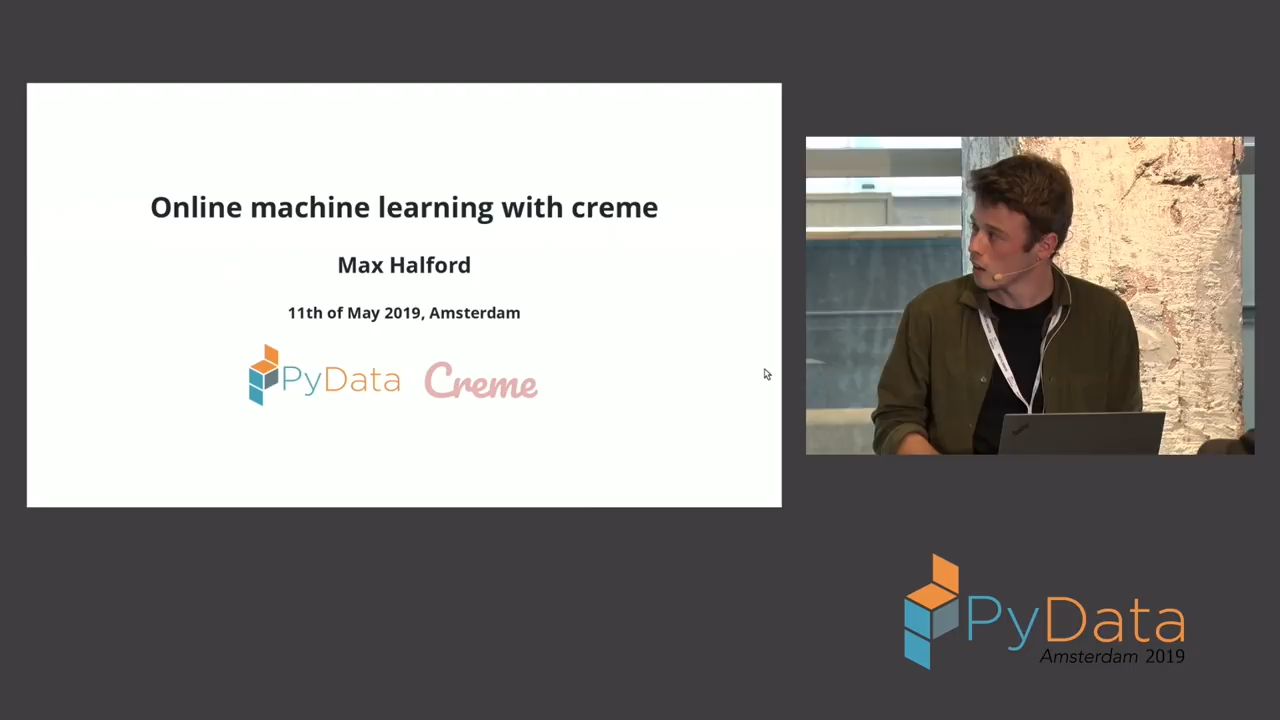 Online machine learning with creme
Max Halford
11th of May 2019, Amsterdam
PyData Creme
PyData
Amsterdam 2019